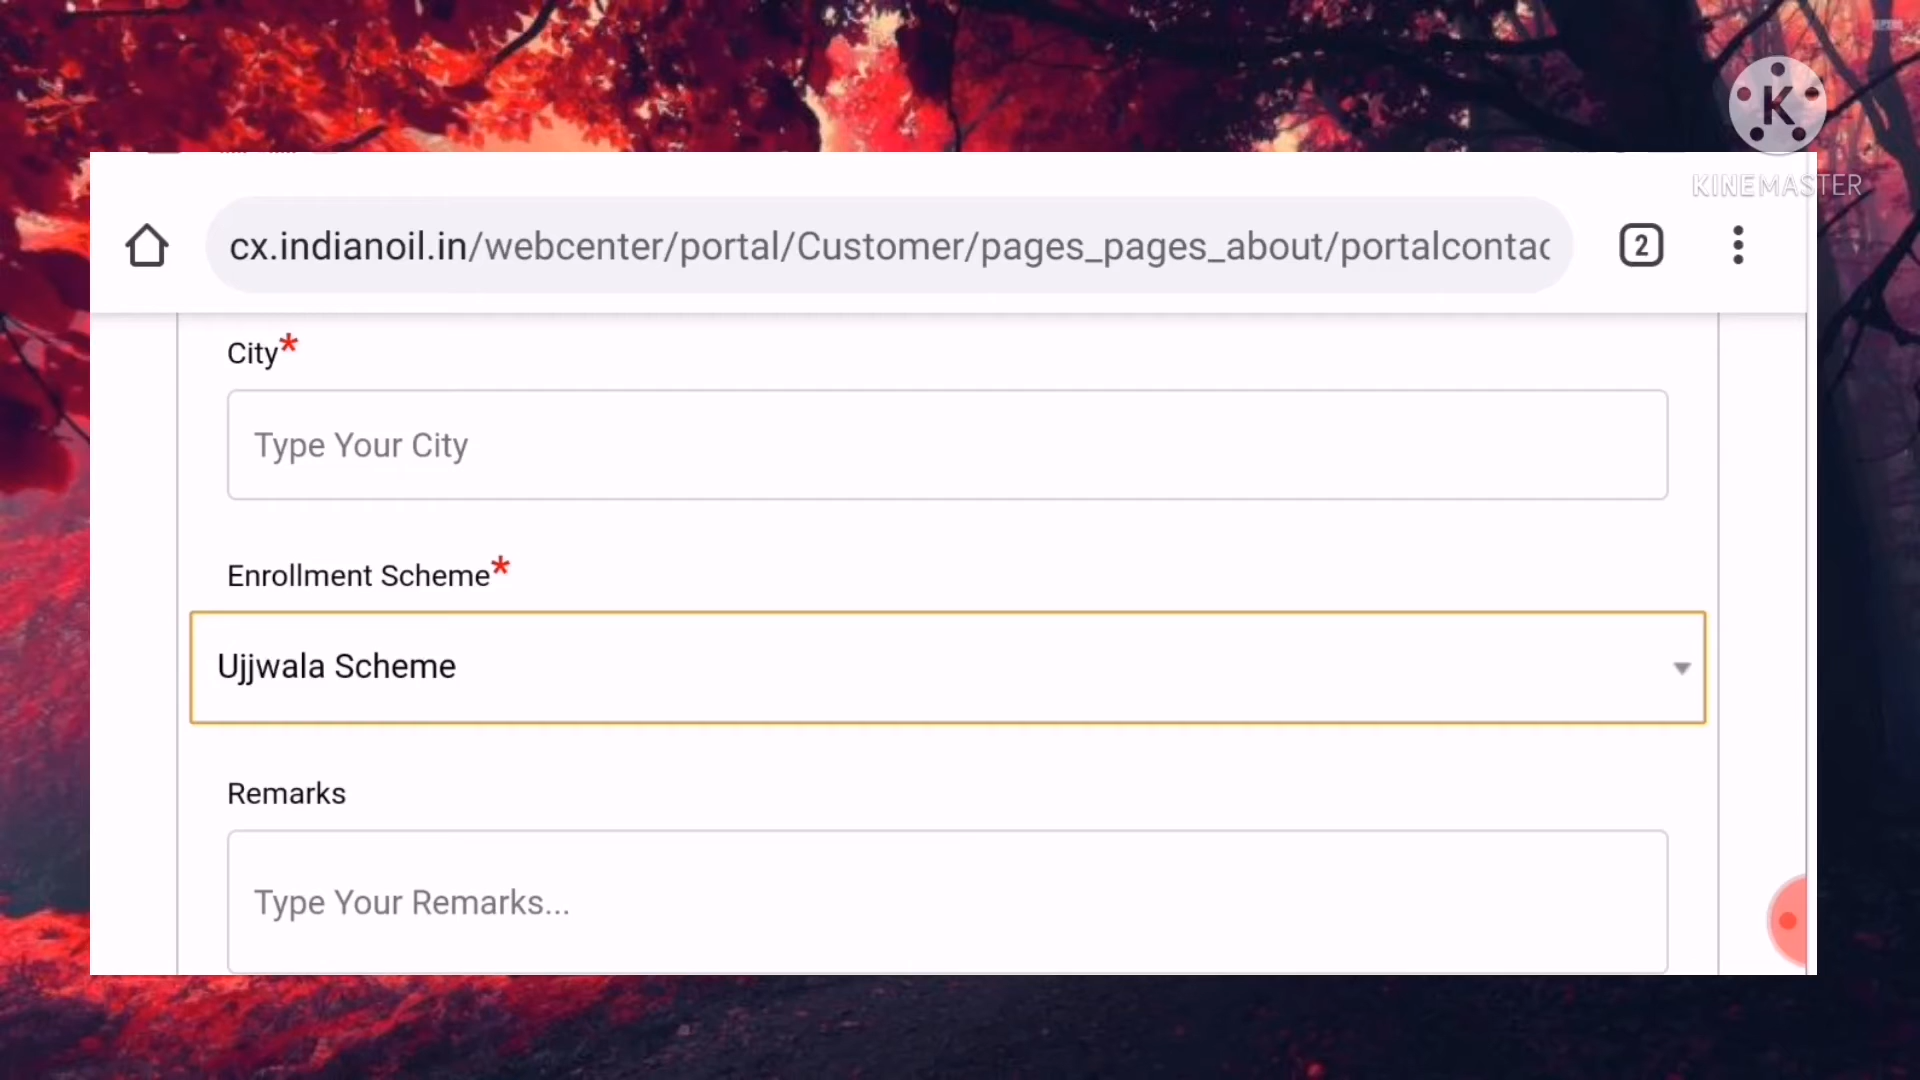 K
KINEMASTER
cx.indianoil.in/webcenter/portal/Customer/pages_pages_about/portalcontac
2
City*
Type Your City
Enrollment Scheme*
Ujjwala Scheme
Remarks
Type Your Remarks...